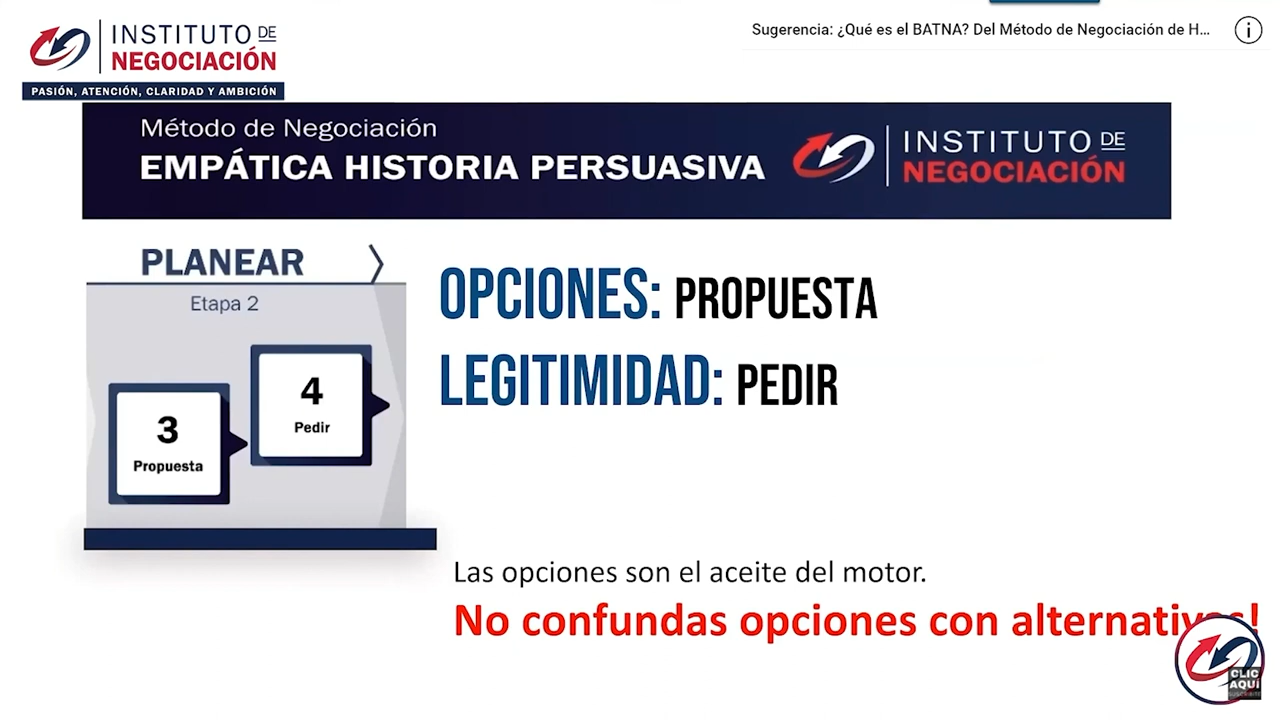 INSTITUTO DE
NEGOCIACIÓN
PASIÓN, ATENCIÓN, CLARIDAD Y AMBICIÓN
Sugerencia: ¿Qué es el BATNA? Del Método de Negociación de H...
Método de Negociación
EMPÁTICA HISTORIA PERSUASIVA
INSTITUTO DE
NEGOCIACIÓN
PLANEAR
Etapa 2
3
Propuesta
4
Pedir
OPCIONES: PROPUESTA
LEGITIMIDAD: PEDIR
Las opciones son el aceite del motor.
No confundas opciones con alternativas!
CLIC
AQUÍ
SUSCRIBITE